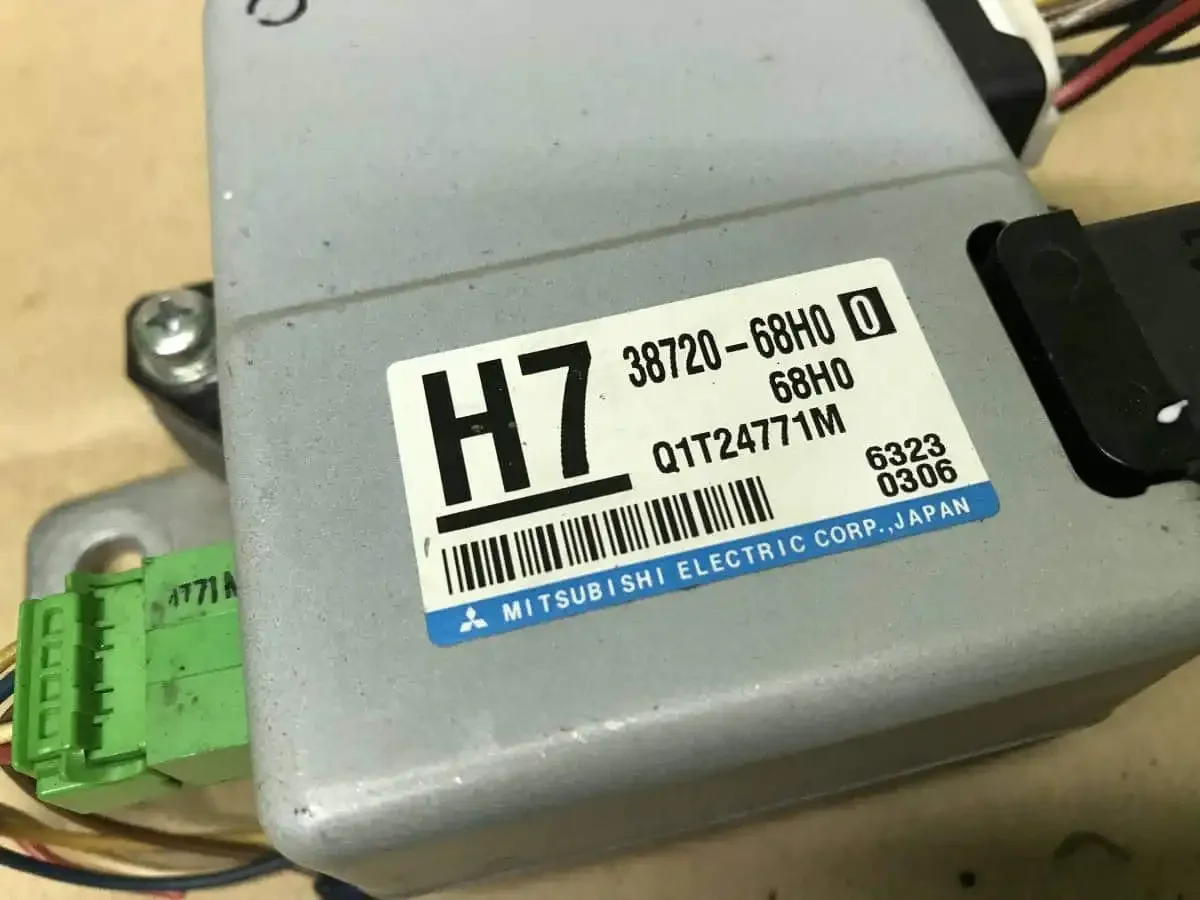 H7
38720-68H0 0
68H0
Q1T24771M
6323
0306
MITSUBISHI ELECTRIC CORP.,JAPAN